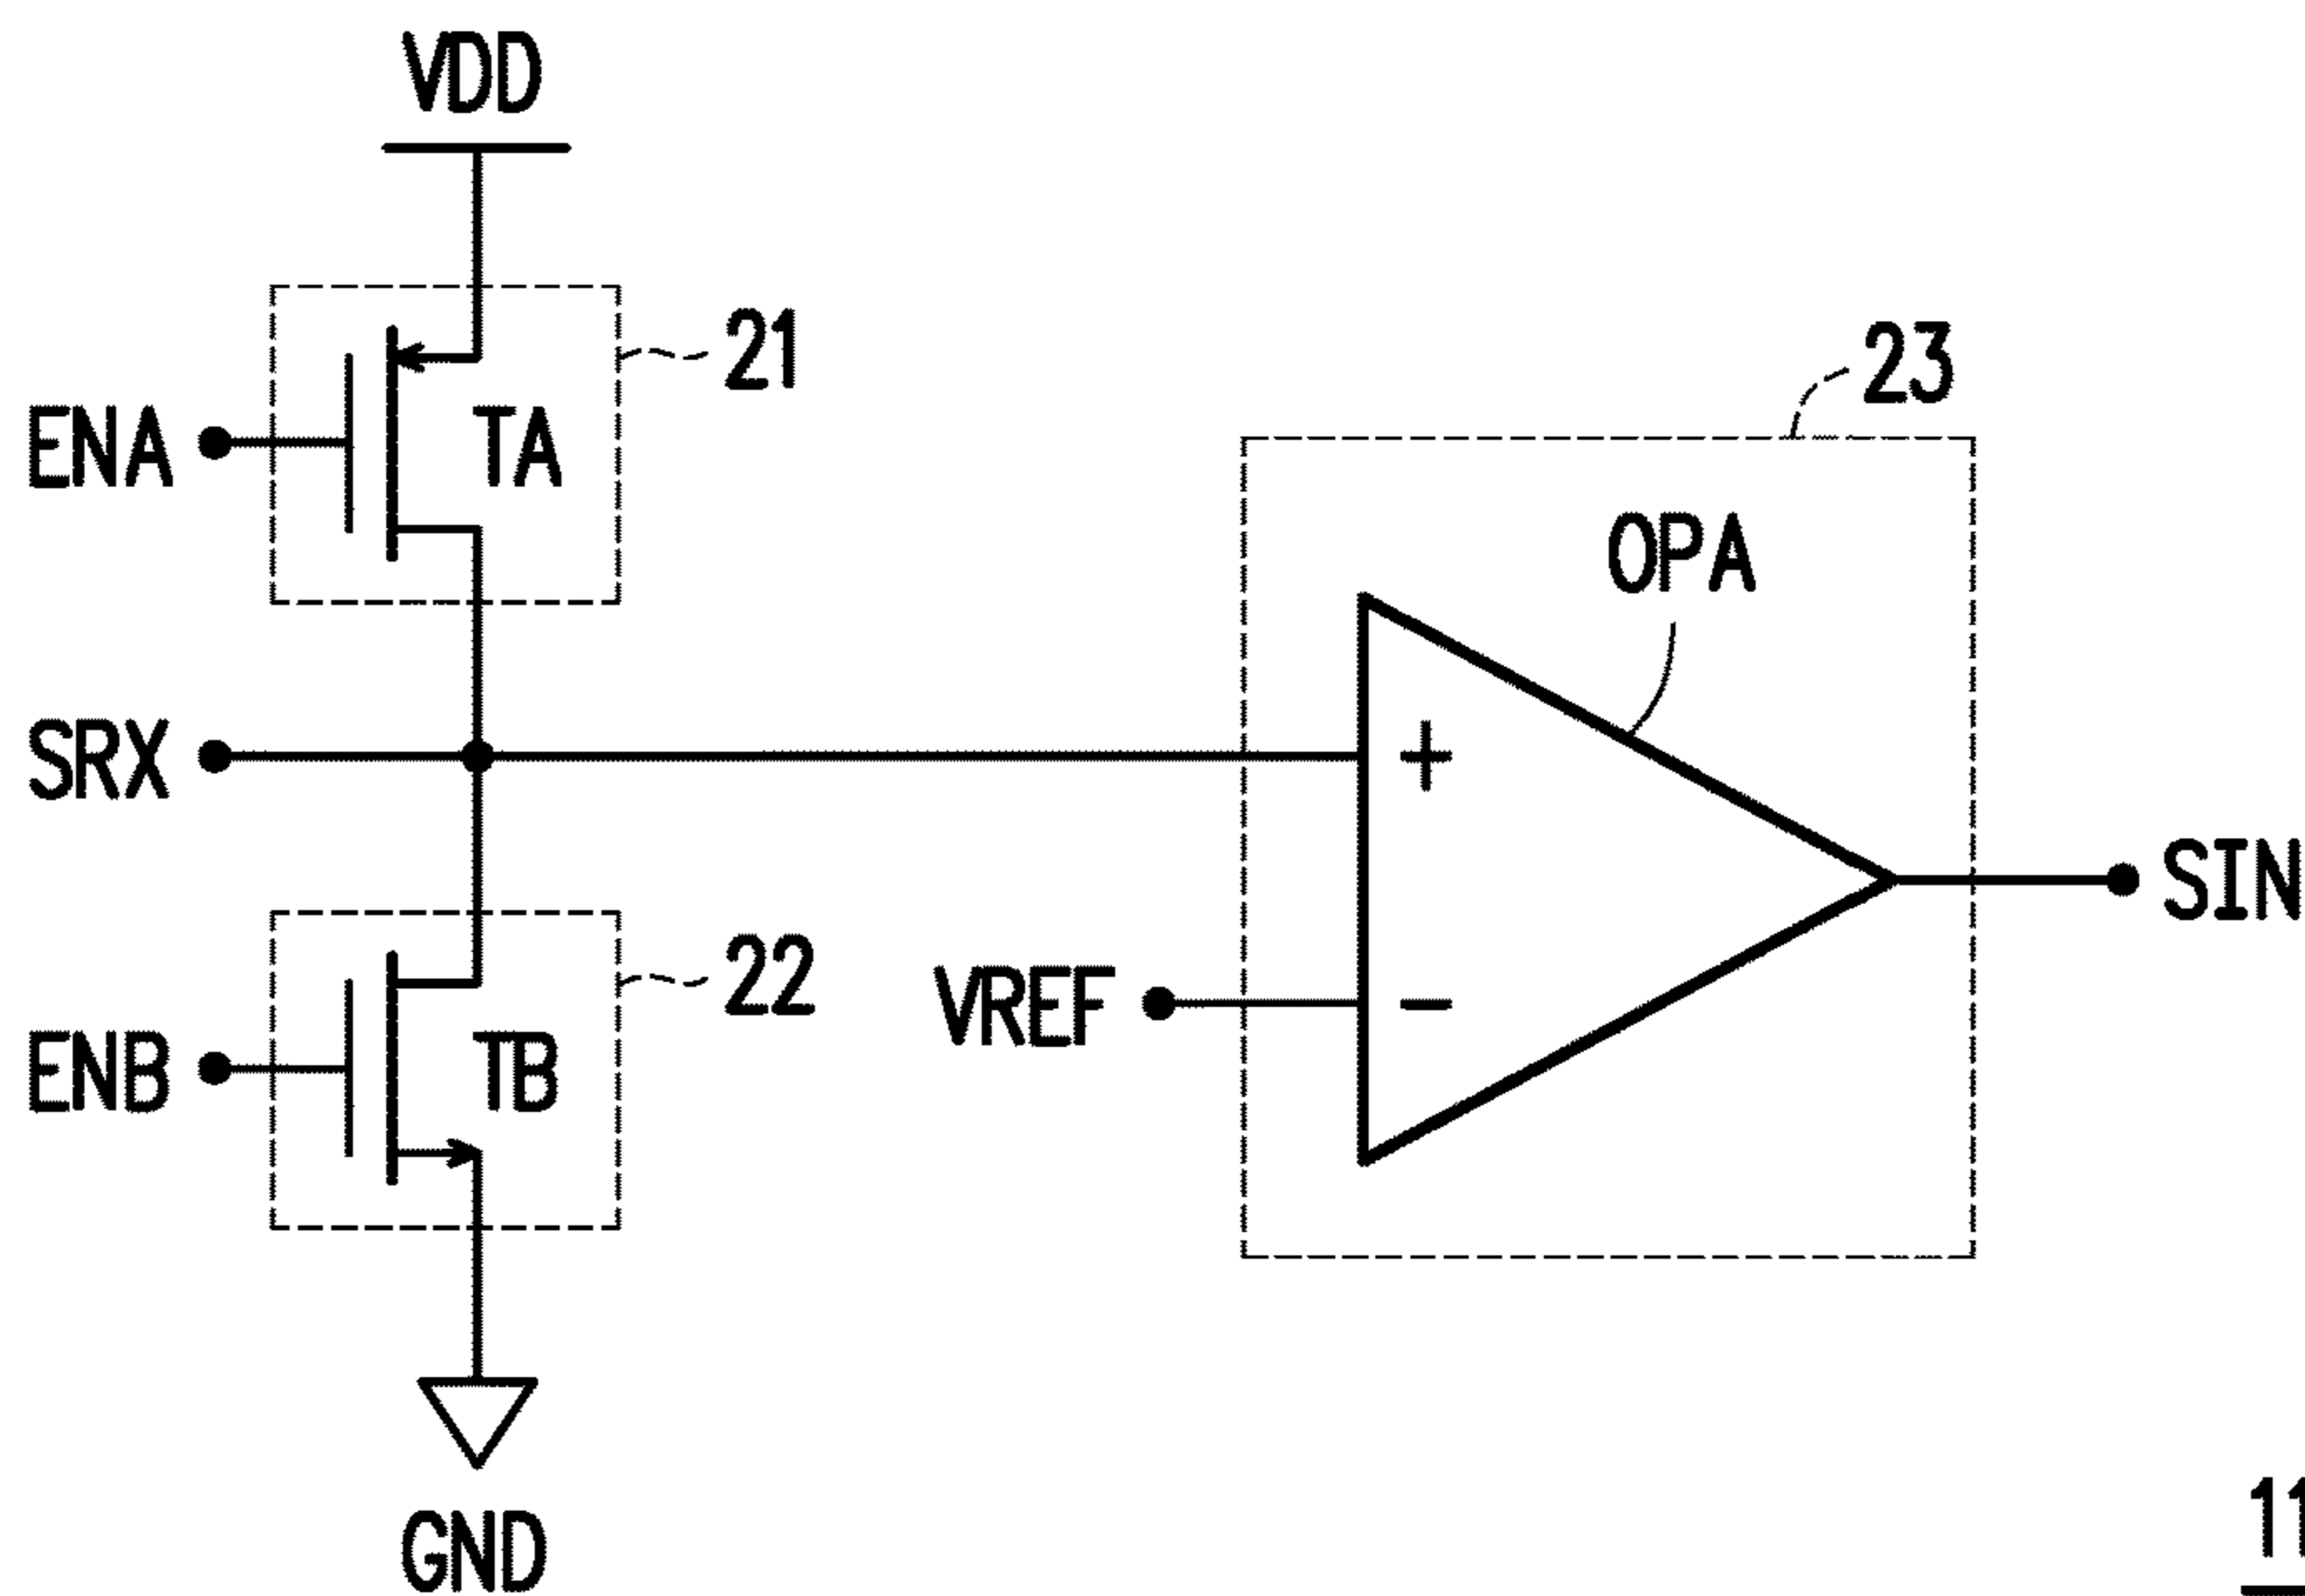 VDD
21
23
ENA
TA
OPA
SRX
+
SIN
22
VREF
−
ENB
TB
GND
11